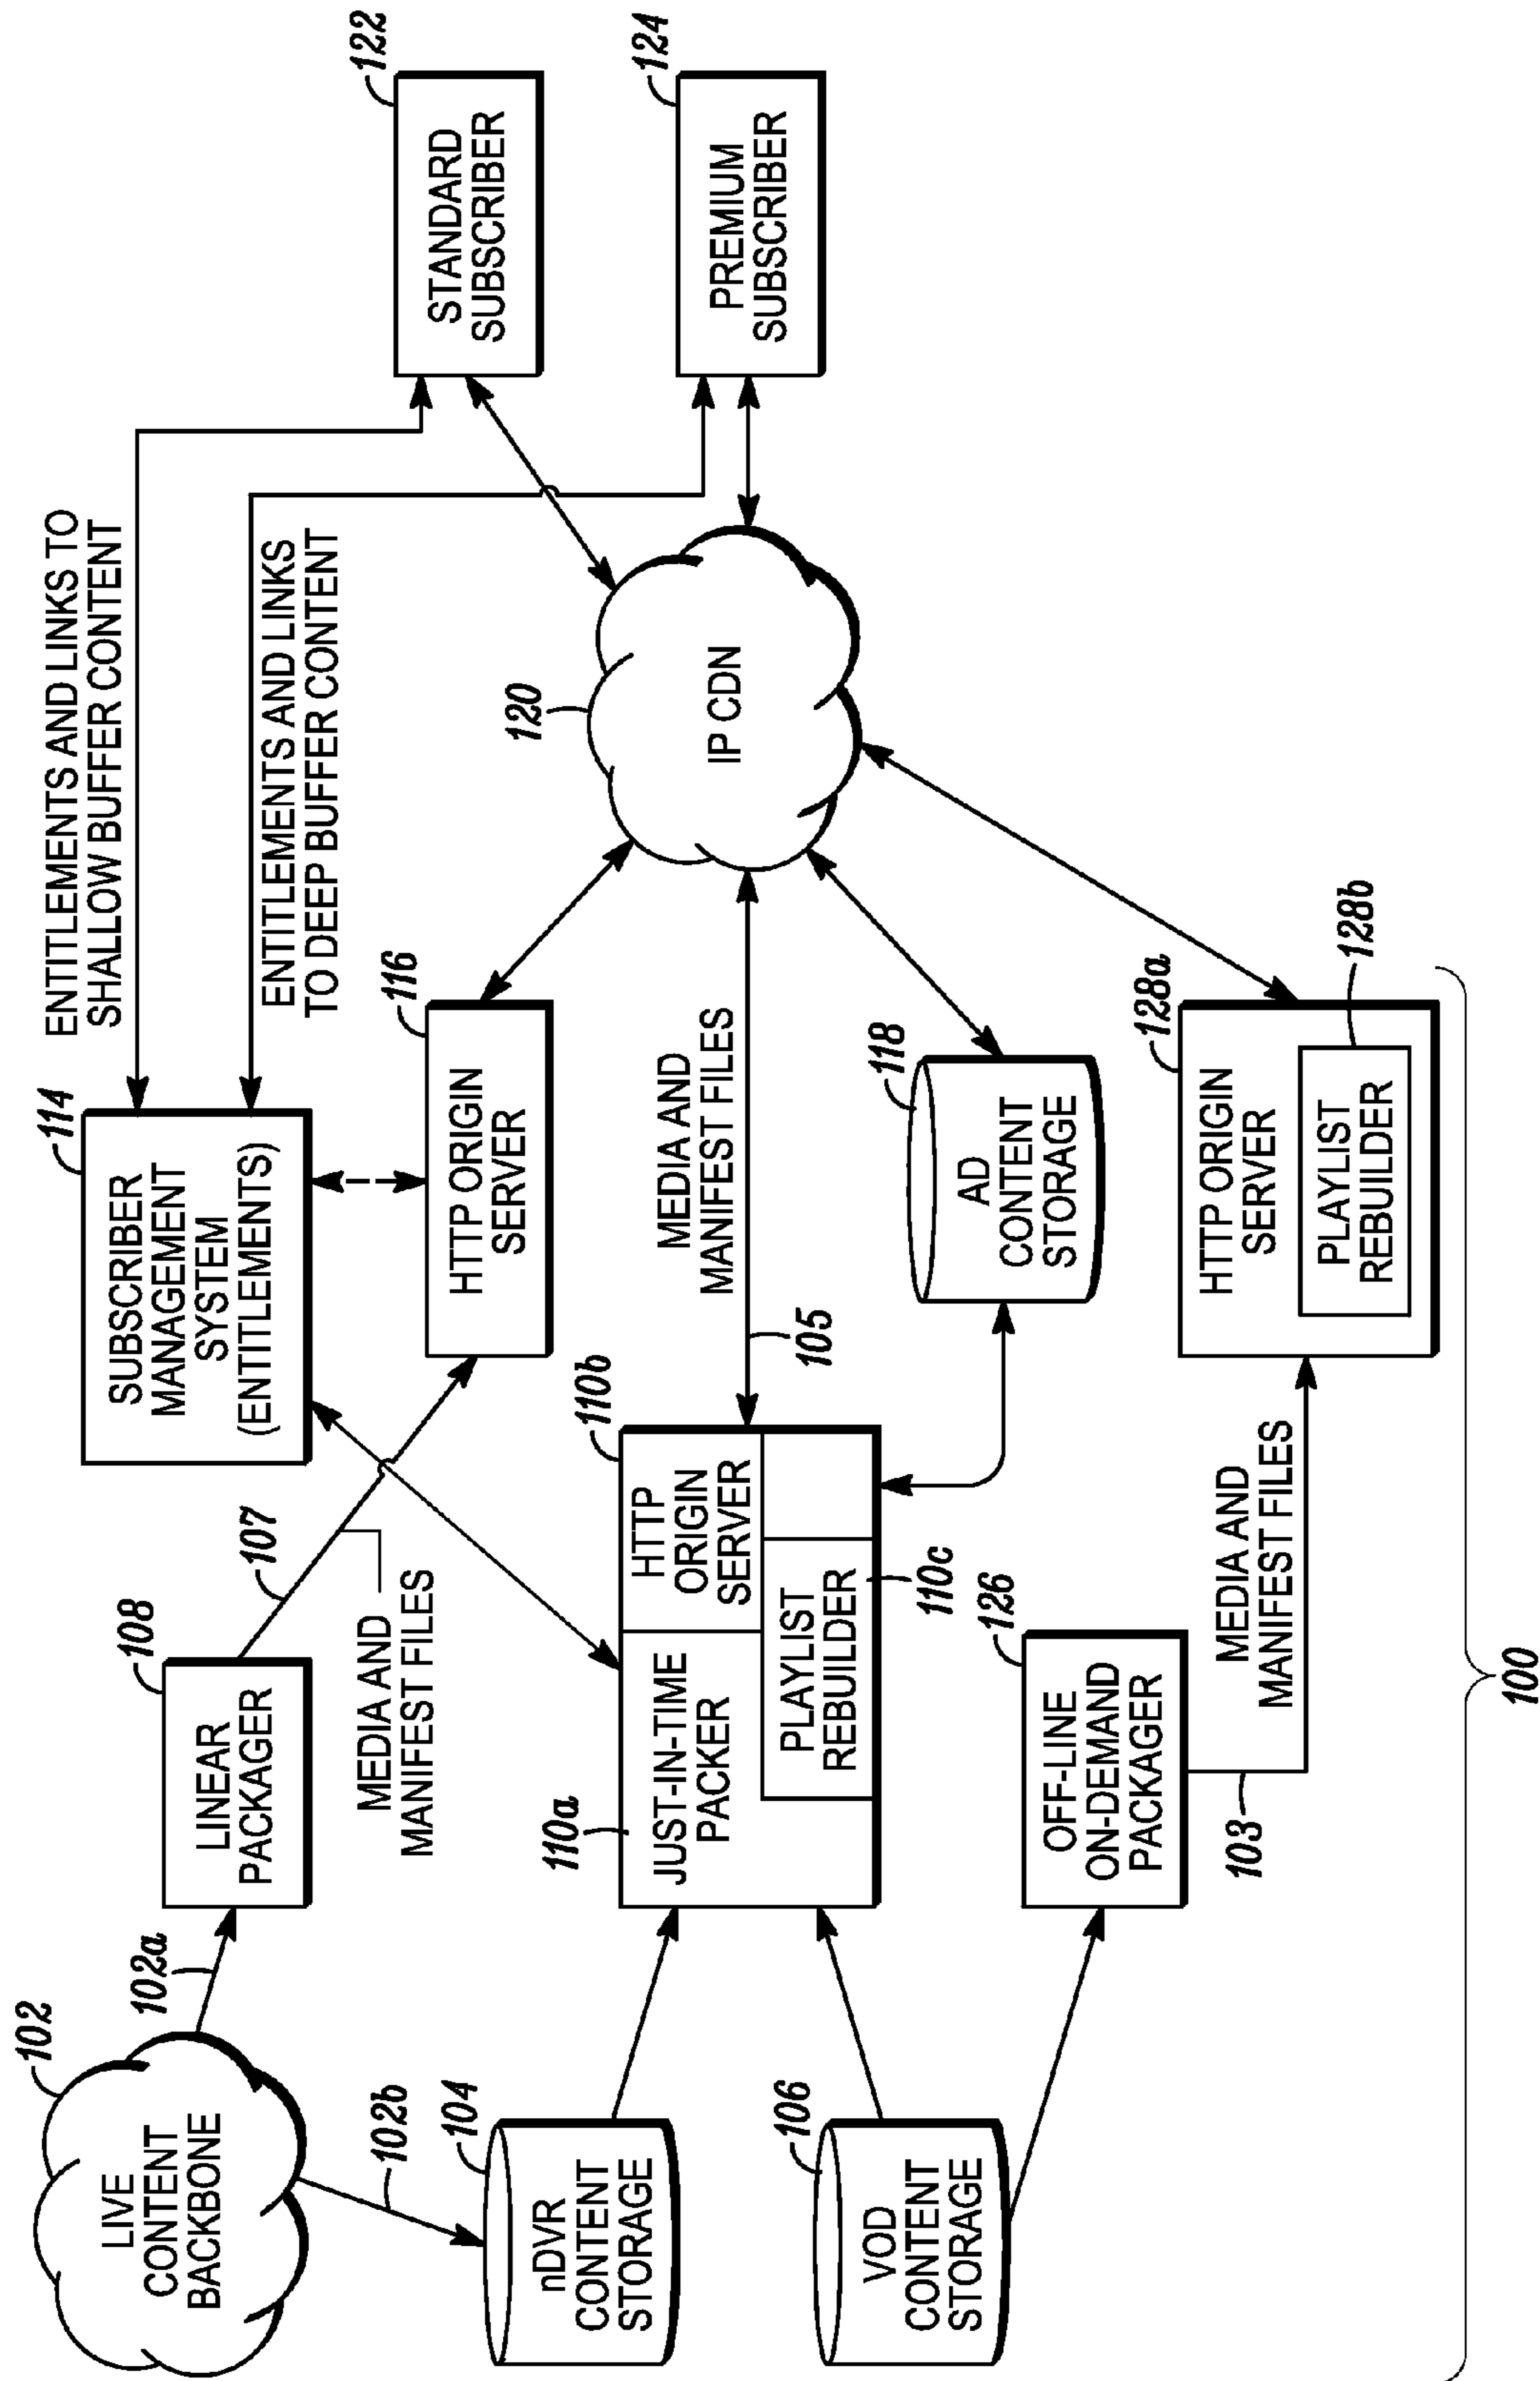 102
LIVE
CONTENT
BACKBONE
102a
102b
108
LINEAR
PACKAGER
107
MEDIA AND
MANIFEST FILES
114
SUBSCRIBER
MANAGEMENT
SYSTEM
(ENTITLEMENTS)
ENTITLEMENTS AND LINKS TO
SHALLOW BUFFER CONTENT
ENTITLEMENTS AND LINKS
TO DEEP BUFFER CONTENT
116
HTTP ORIGIN
SERVER
122
STANDARD
SUBSCRIBER
124
PREMIUM
SUBSCRIBER
120
IP CDN
104
nDVR
CONTENT
STORAGE
106
VOD
CONTENT
STORAGE
110a
JUST-IN-TIME
PACKER
110b
HTTP
ORIGIN
SERVER
PLAYLIST
REBUILDER
110c
MEDIA AND
MANIFEST FILES
105
118
AD
CONTENT
STORAGE
126
OFF-LINE
ON-DEMAND
PACKAGER
103
MEDIA AND
MANIFEST FILES
128a
HTTP ORIGIN
SERVER
PLAYLIST
REBUILDER
128b
100